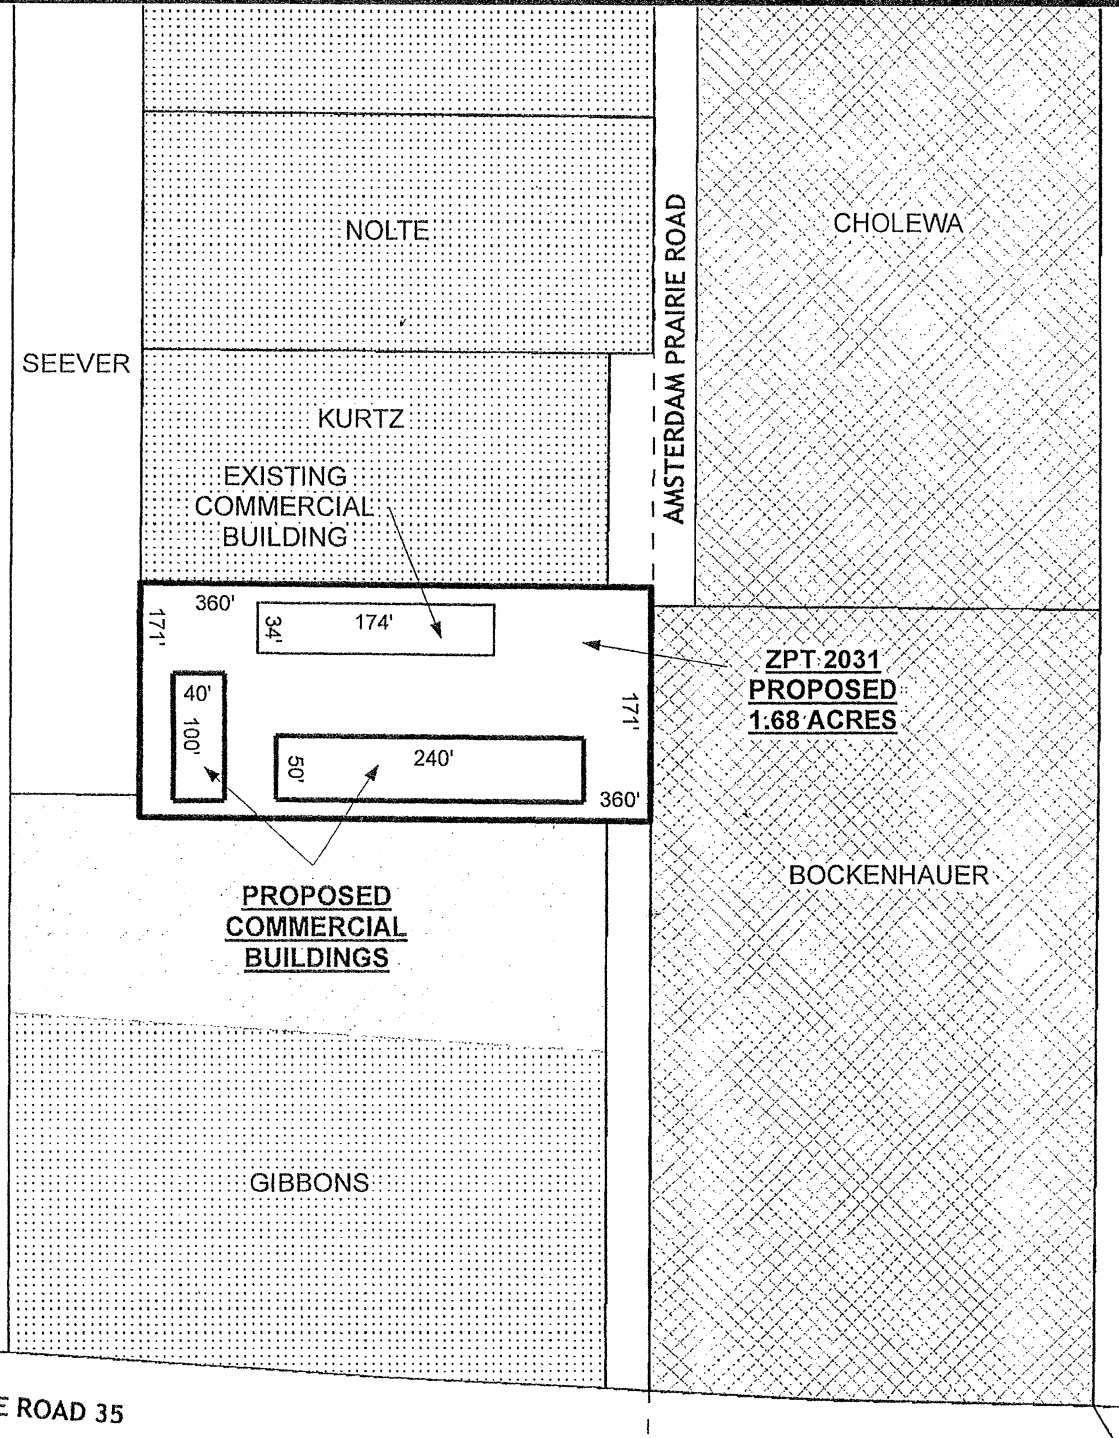 NOLTE
CHOLEWA
AMSTERDAM PRAIRIE ROAD
SEEVER
KURTZ
EXISTING
COMMERCIAL
BUILDING
360'
171'
34'
174'
ZPT 2031
PROPOSED
1.68 ACRES
40'
100'
171'
50'
240'
360'
BOCKENHAUER
PROPOSED
COMMERCIAL
BUILDINGS
GIBBONS
E ROAD 35